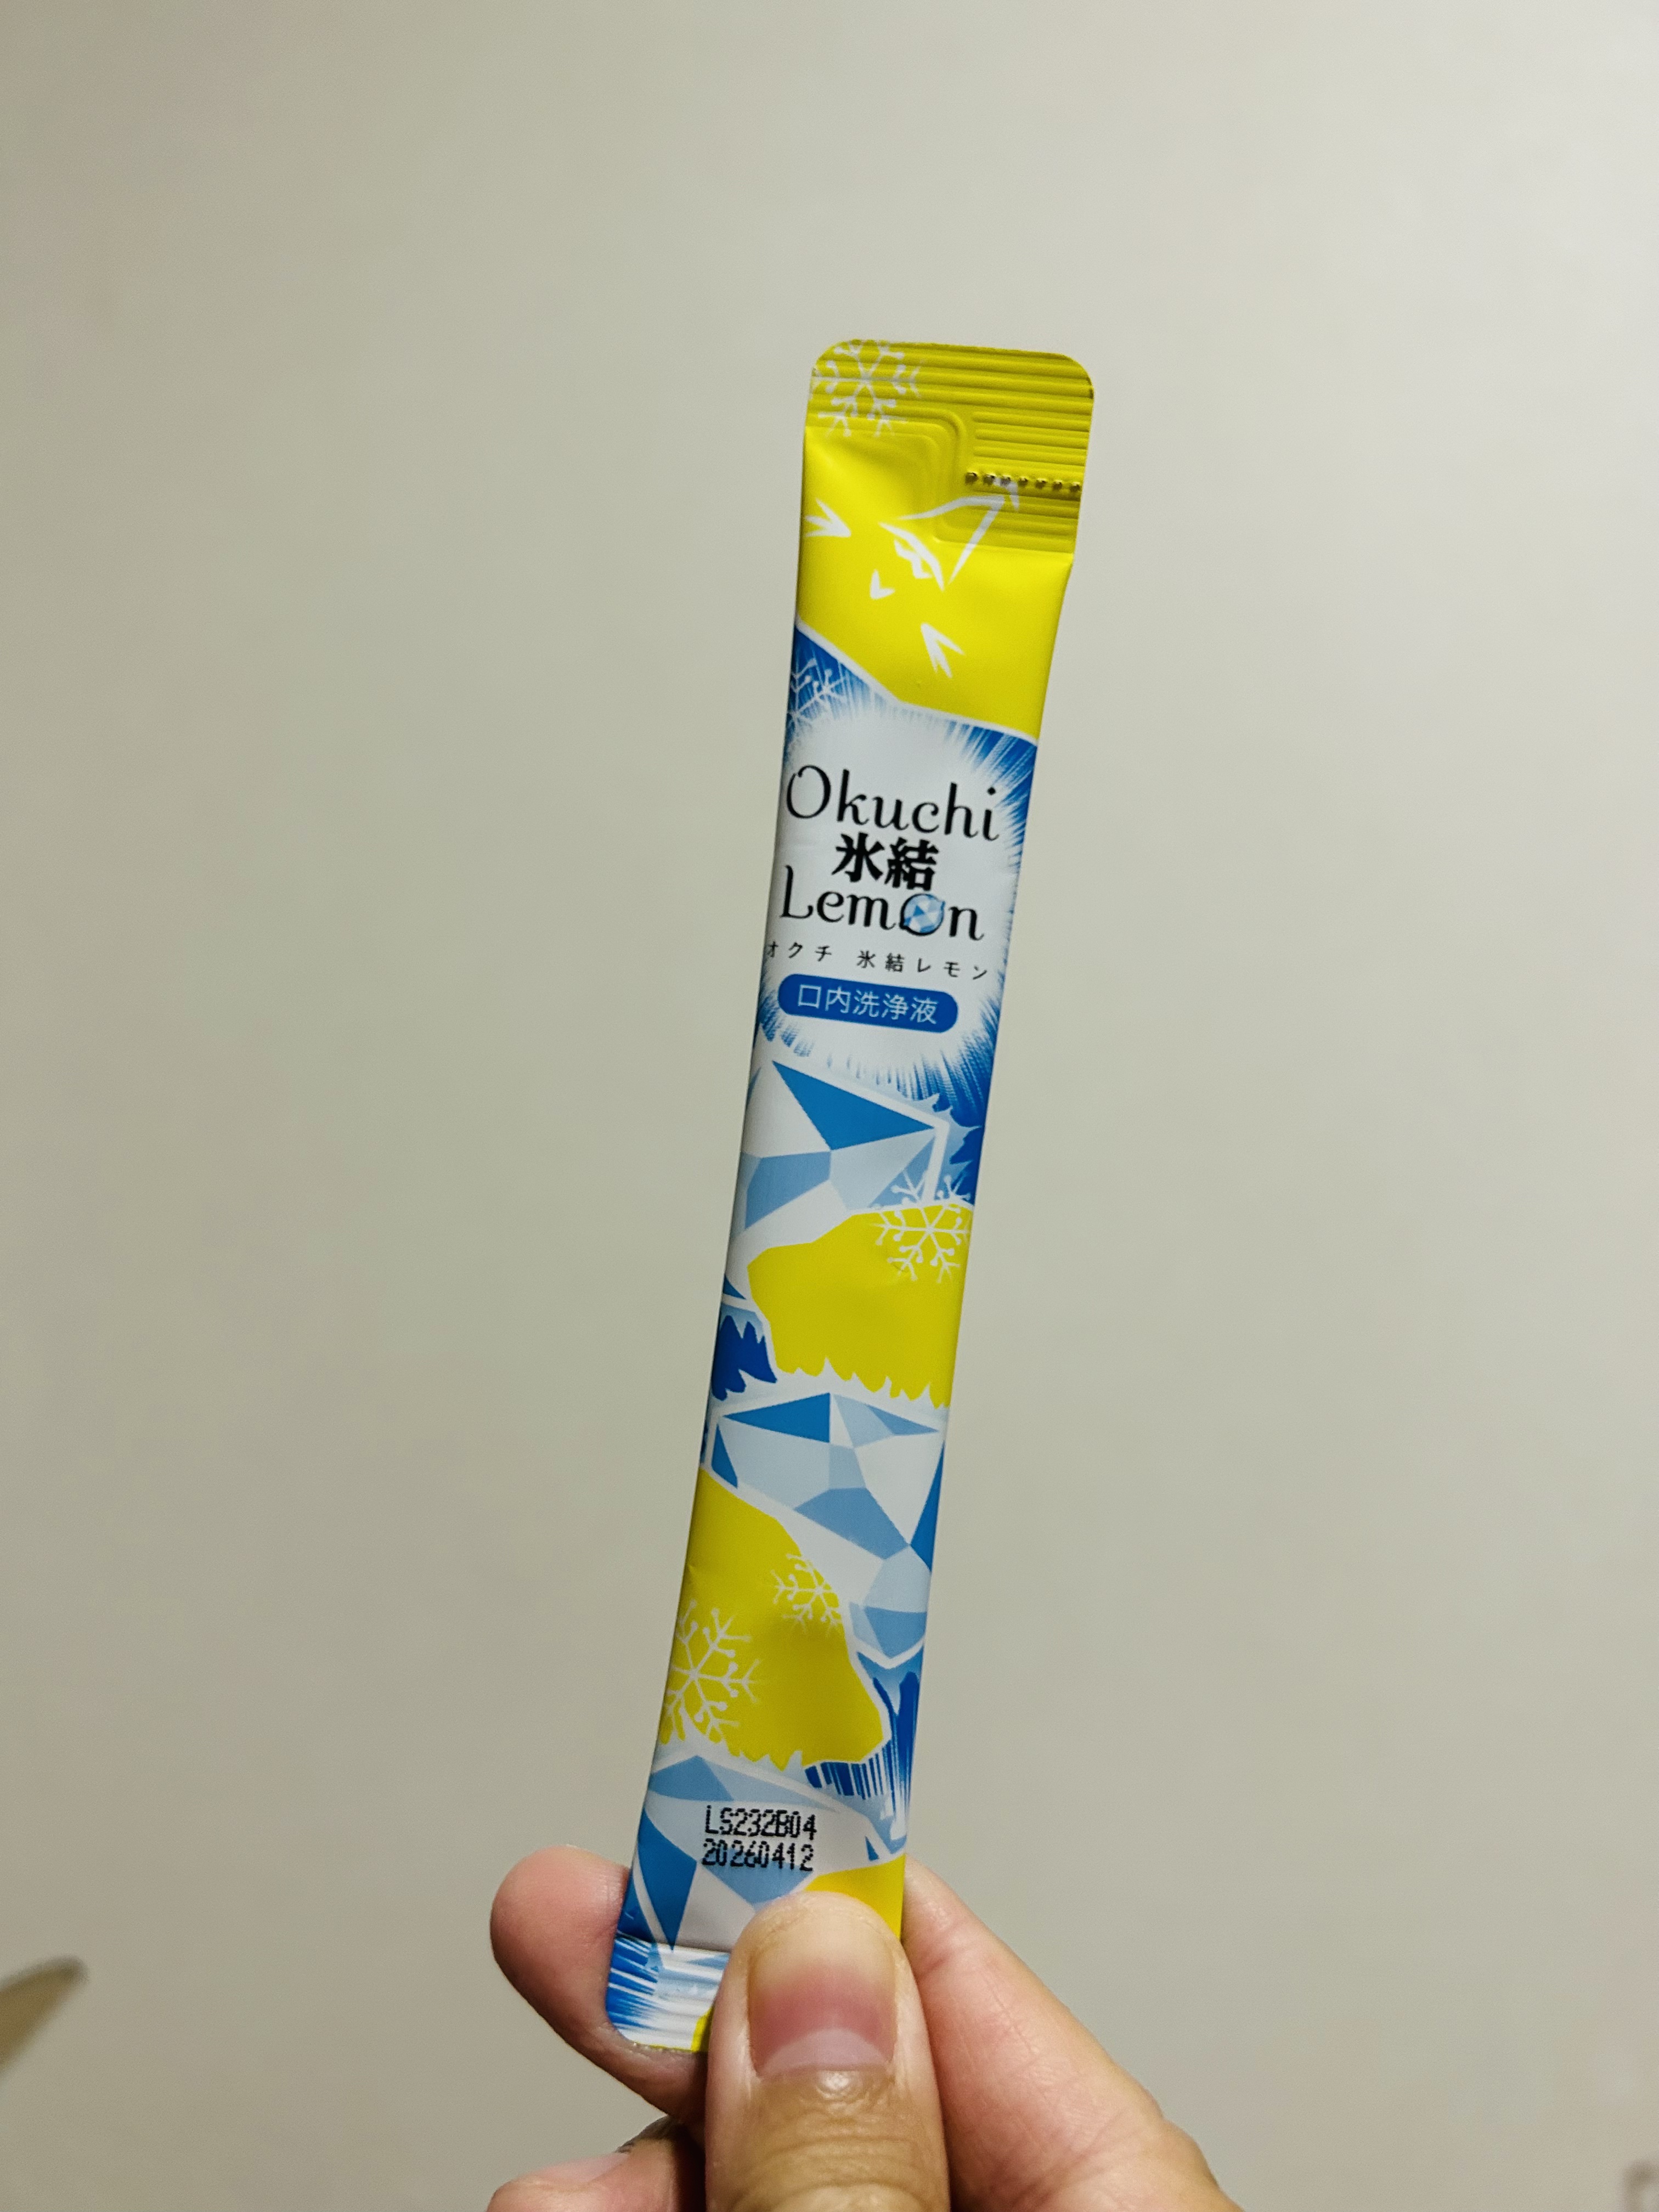 Okuchi
氷結
Lemon
オクチ 氷結レモン
口内洗浄液
LS232B04
20260412